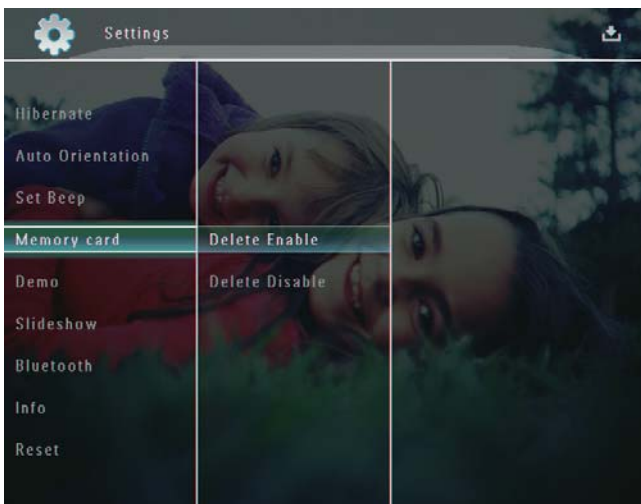 Settings
Hibernate
Auto Orientation
Set Beep
Memory card
Delete Enable
Demo
Delete Disable
Slideshow
Bluetooth
Info
Reset